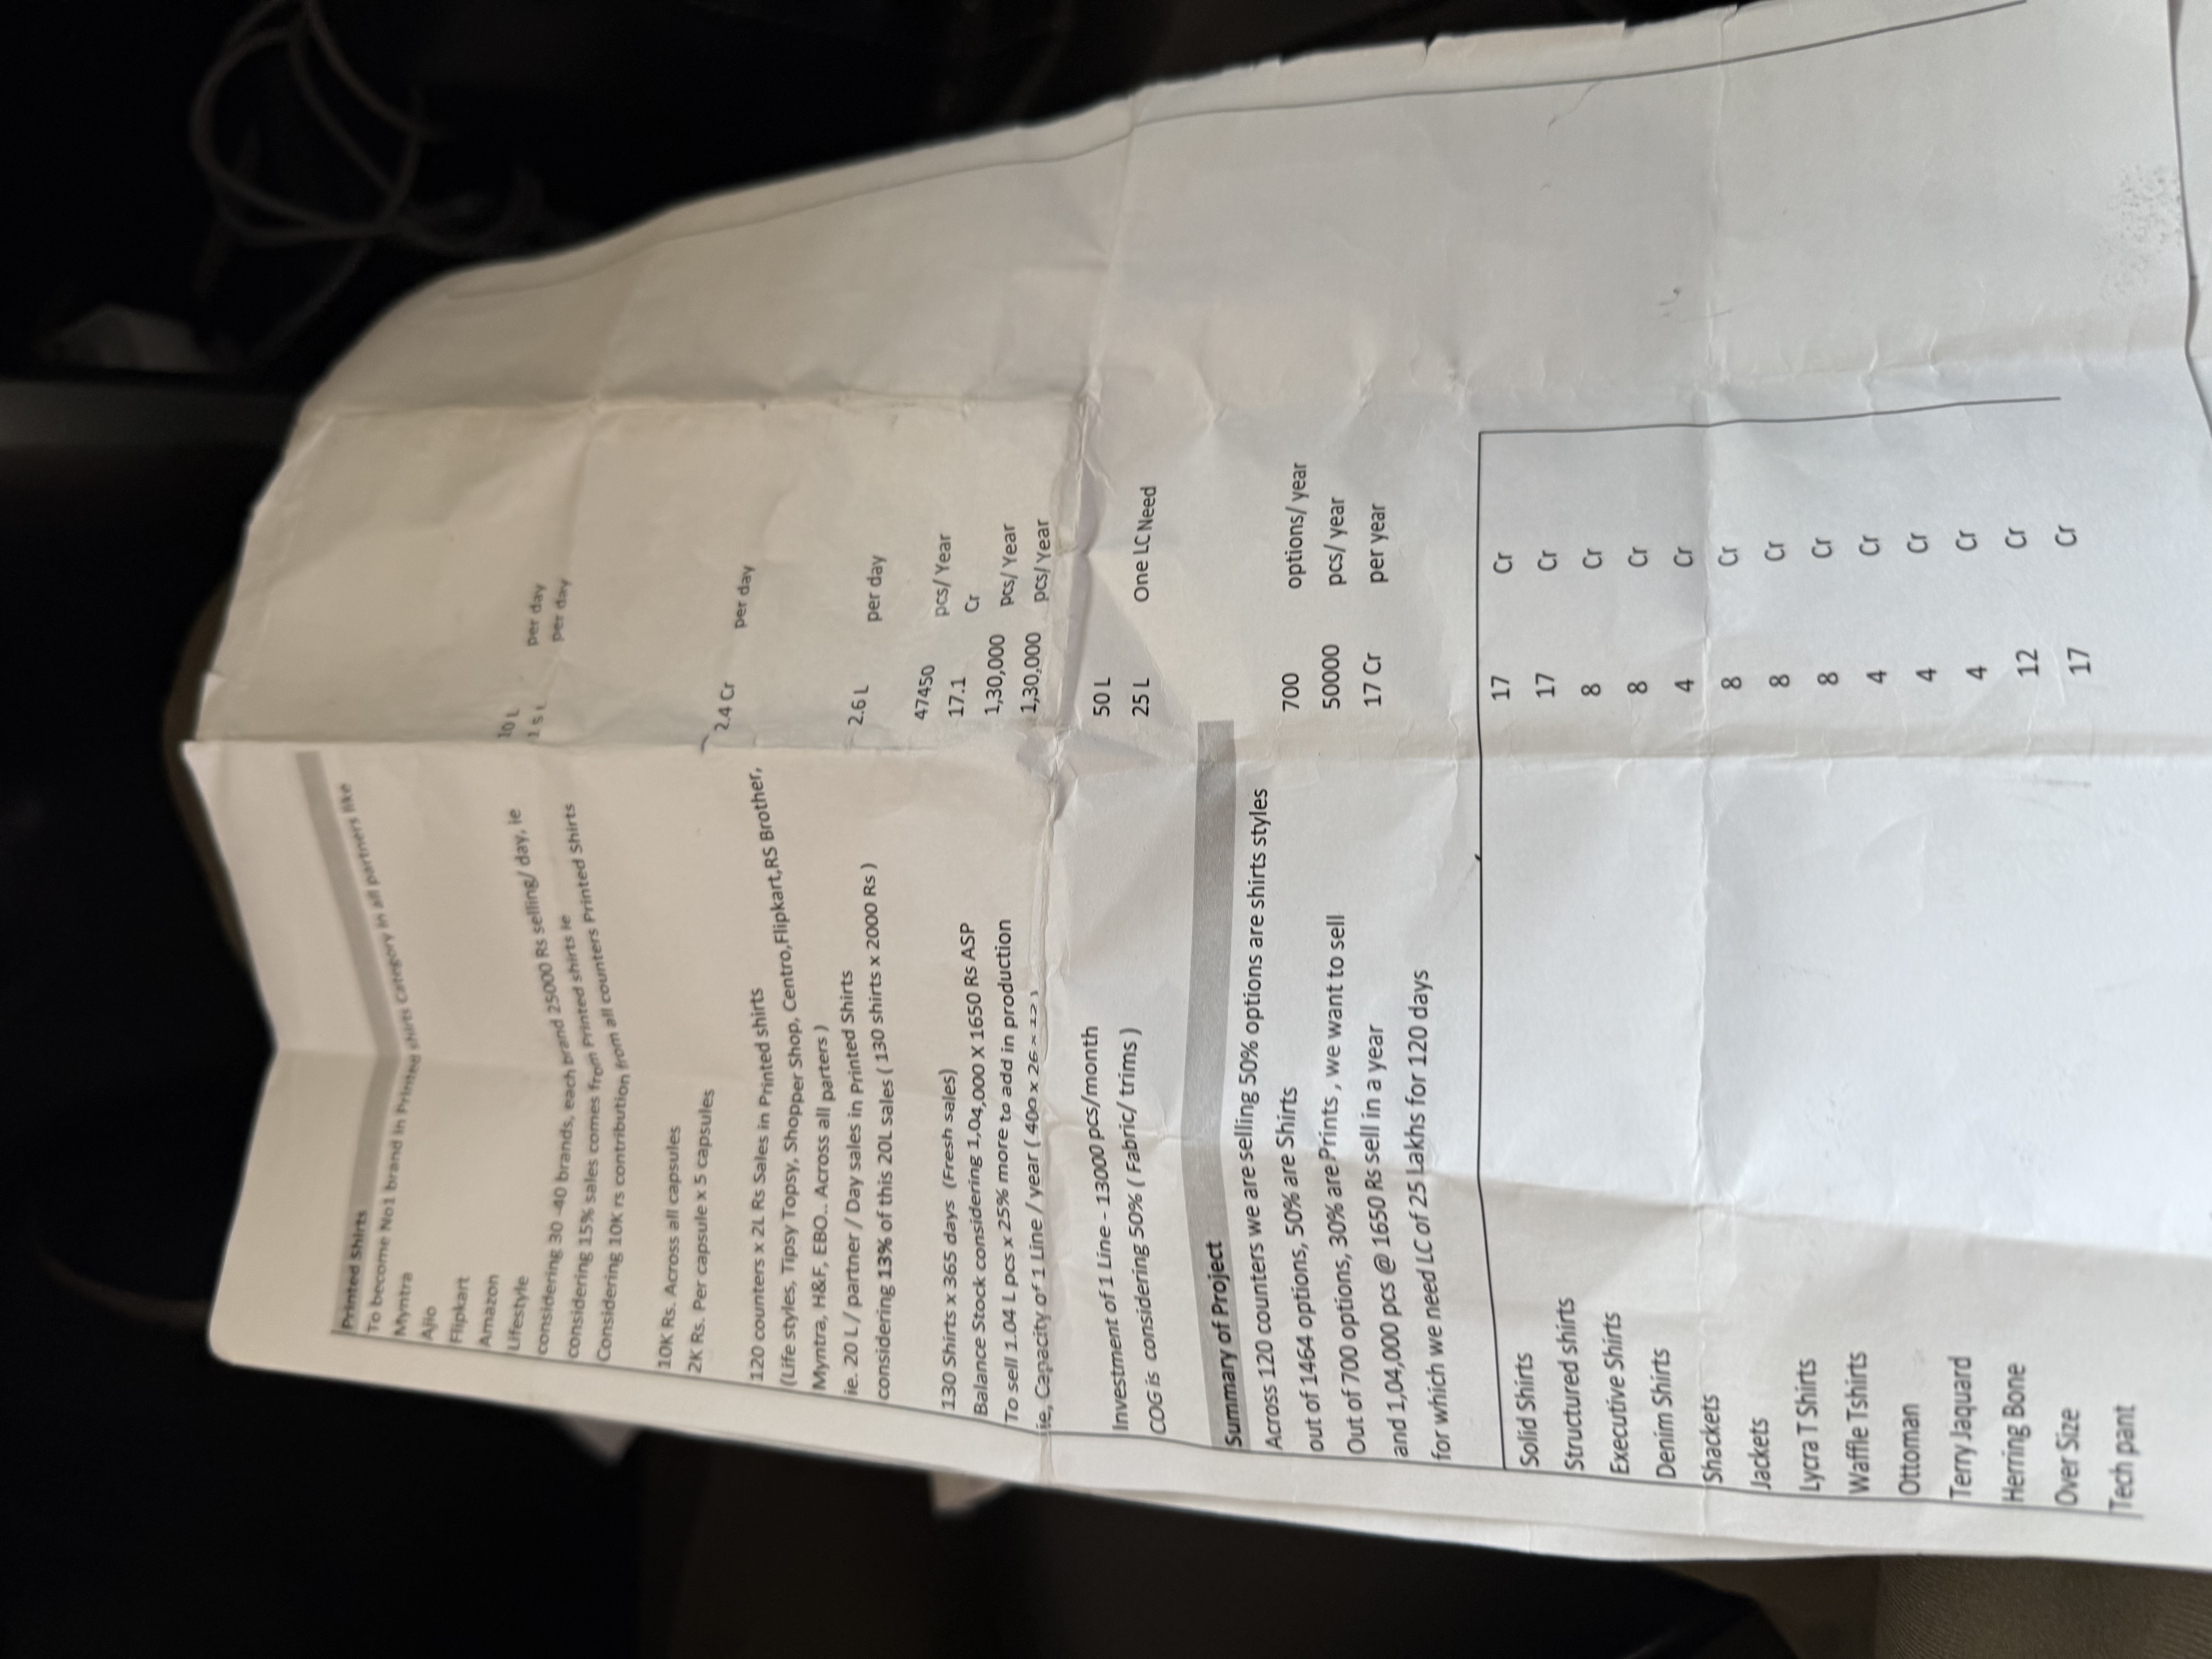 Printed Shirts
To become No1 brand in Printed shirts Category in all partners like
Myntra
Ajio
Flipkart
Amazon
Lifestyle
considering 30 -40 brands, each brand 25000 Rs selling/ day, ie 10 L per day
considering 15% sales comes from Printed shirts ie 1.5 L per day
Considering 10K rs contribution from all counters Printed Shirts
10K Rs. Across all capsules
2K Rs. Per capsule x 5 capsules
120 counters x 2L Rs Sales in Printed shirts 2.4 Cr per day
(Life styles, Tipsy Topsy, Shopper Shop, Centro,Flipkart,RS Brother,
Myntra, H&F, EBO.. Across all parters )
ie. 20 L / partner / Day sales in Printed Shirts
considering 13% of this 20L sales ( 130 shirts x 2000 Rs ) 2.6 L per day
130 Shirts x 365 days (Fresh sales) 47450 pcs/ Year
Balance Stock considering 1,04,000 X 1650 Rs ASP 17.1 Cr
To sell 1.04 L pcs x 25% more to add in production 1,30,000 pcs/ Year
ie, Capacity of 1 Line / year ( 400 x 26 x 12 ) 1,30,000 pcs/ Year
Investment of 1 Line - 13000 pcs/month 50 L
COG is considering 50% ( Fabric/ trims ) 25 L One LC Need
Summary of Project
Across 120 counters we are selling 50% options are shirts styles
out of 1464 options, 50% are Shirts 700 options/ year
Out of 700 options, 30% are Prints , we want to sell 50000 pcs/ year
and 1,04,000 pcs @ 1650 Rs sell in a year 17 Cr per year
for which we need LC of 25 Lakhs for 120 days
Solid Shirts 17 Cr
Structured shirts 17 Cr
Executive Shirts 8 Cr
Denim Shirts 8 Cr
Shackets 4 Cr
Jackets 8 Cr
Lycra T Shirts 8 Cr
Waffle Tshirts 8 Cr
Ottoman 4 Cr
Terry Jaquard 4 Cr
Herring Bone 4 Cr
Over Size 12 Cr
Tech pant 17 Cr